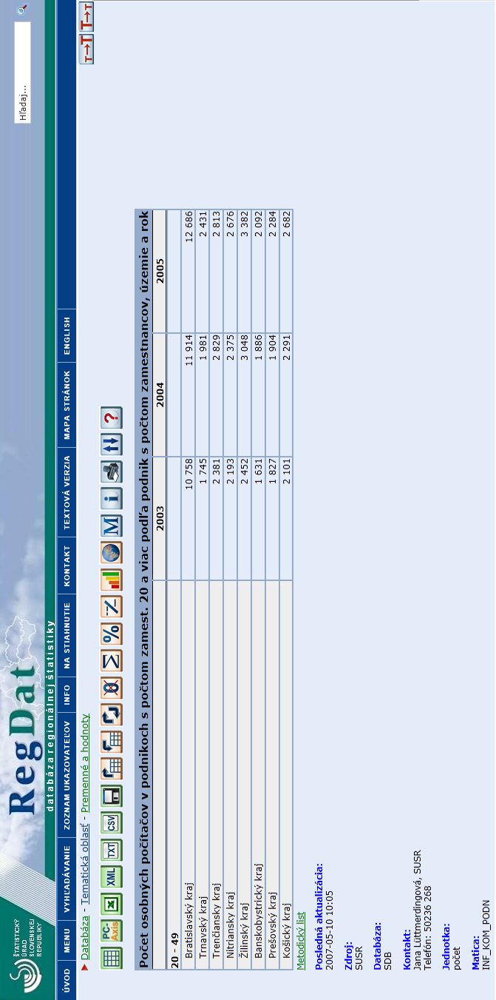 Hľadaj...
T→T T→T
RegDat
databáza regionálnej štatistiky
ŠTATISTICKÝ
ÚRAD
SLOVENSKEJ
REPUBLIKY
ÚVOD MENU VYHĽADÁVANIE ZOZNAM UKAZOVATEĽOV INFO NA STIAHNUTIE KONTAKT TEXTOVÁ VERZIA MAPA STRÁNOK ENGLISH
Databáza - Tematická oblasť - Premenné a hodnoty
PC-Axis XML TXT CSV 0 Σ % M i ?
Počet osobných počítačov v podnikoch s počtom zamest. 20 a viac podľa podnik s počtom zamestnancov, územie a rok
2003 2004 2005
20 - 49
Bratislavský kraj 10 758 11 914 12 686
Trnavský kraj 1 745 1 981 2 431
Trenčiansky kraj 2 381 2 829 2 813
Nitriansky kraj 2 193 2 375 2 676
Žilinský kraj 2 452 3 048 3 382
Banskobystrický kraj 1 631 1 886 2 092
Prešovský kraj 1 827 1 904 2 284
Košický kraj 2 101 2 291 2 682
Metodický list
Posledná aktualizácia:
2007-05-10 10:05
Zdroj:
SUSR
Databáza:
SDB
Kontakt:
Jana Lüttmerdingová, SUSR
Telefón: 50236 268
Jednotka:
počet
Matica:
INF_KOM_PODN